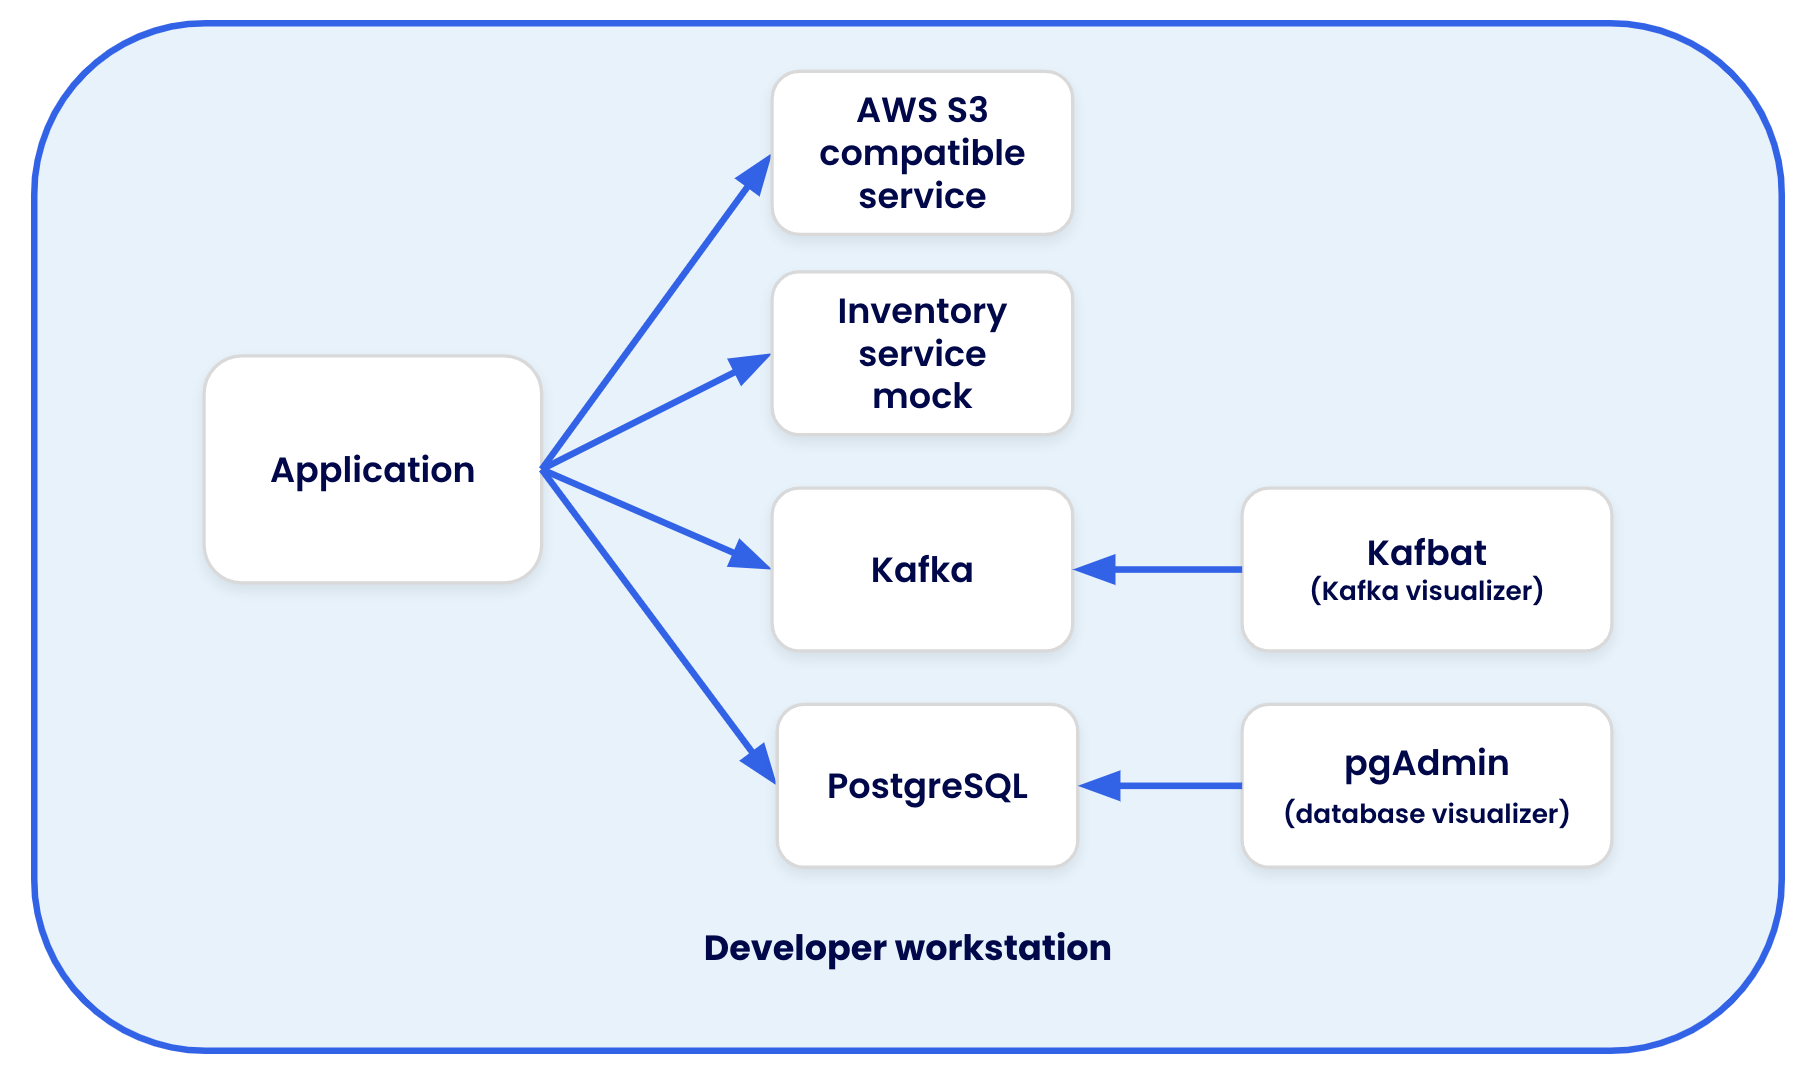 AWS S3
compatible
service
Inventory
service
mock
Application
Kafka
Kafbat
(Kafka visualizer)
PostgreSQL
pgAdmin
(database visualizer)
Developer workstation